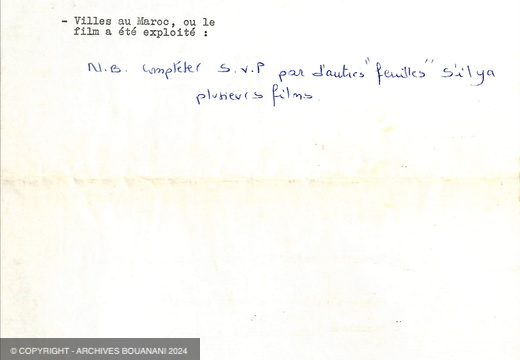 - Villes au Maroc, ou le
film a été exploité :
N.B. Compléter S.V.P par d'autres "feuilles" s'il ya
plusieurs films.
© COPYRIGHT - ARCHIVES BOUANANI 2024